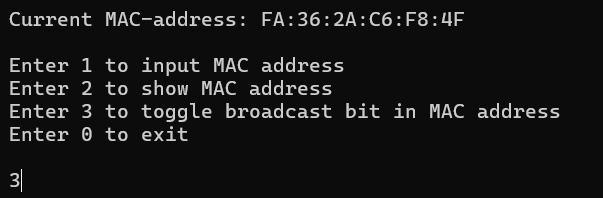 Current MAC-address: FA:36:2A:C6:F8:4F
Enter 1 to input MAC address
Enter 2 to show MAC address
Enter 3 to toggle broadcast bit in MAC address
Enter 0 to exit
3